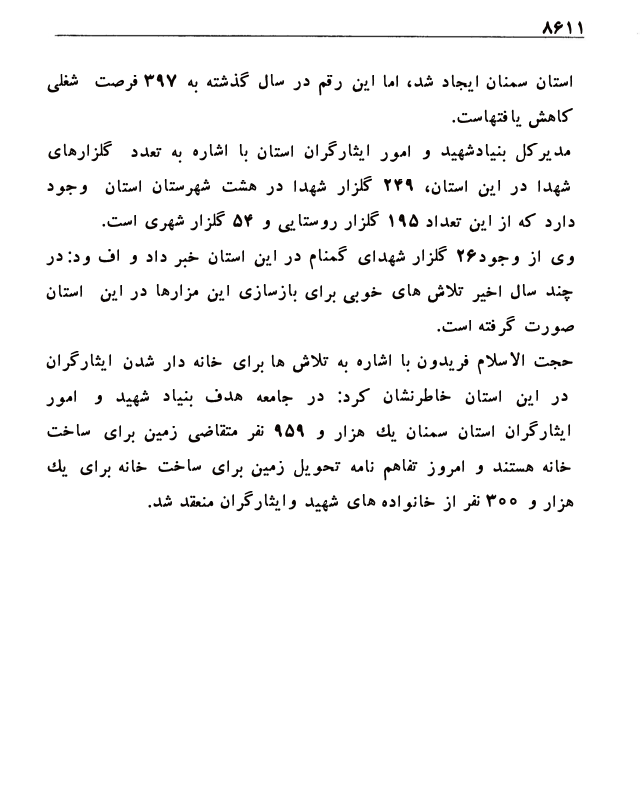 ۸۶۱۱
استان سمنان ایجاد شد، اما این رقم در سال گذشته به ۳۹۷ فرصت شغلی
کاهش یافتهاست.
مدیرکل بنیادشهید و امور ایثارگران استان با اشاره به تعدد گلزارهای
شهدا در این استان، ۲۴۹ گلزار شهدا در هشت شهرستان استان وجود
دارد که از این تعداد ۱۹۵ گلزار روستایی و ۵۴ گلزار شهری است.
وی از وجود۲۶ گلزار شهدای گمنام در این استان خبر داد و اف ود: در
چند سال اخیر تلاش های خوبی برای بازسازی این مزارها در این استان
صورت گرفته است.
حجت الاسلام فریدون با اشاره به تلاش ها برای خانه دار شدن ایثارگران
در این استان خاطرنشان کرد: در جامعه هدف بنیاد شهید و امور
ایثارگران استان سمنان یك هزار و ۹۵۹ نفر متقاضی زمین برای ساخت
خانه هستند و امروز تفاهم نامه تحویل زمین برای ساخت خانه برای یك
هزار و ۳۰۰ نفر از خانواده های شهید وایثارگران منعقد شد.